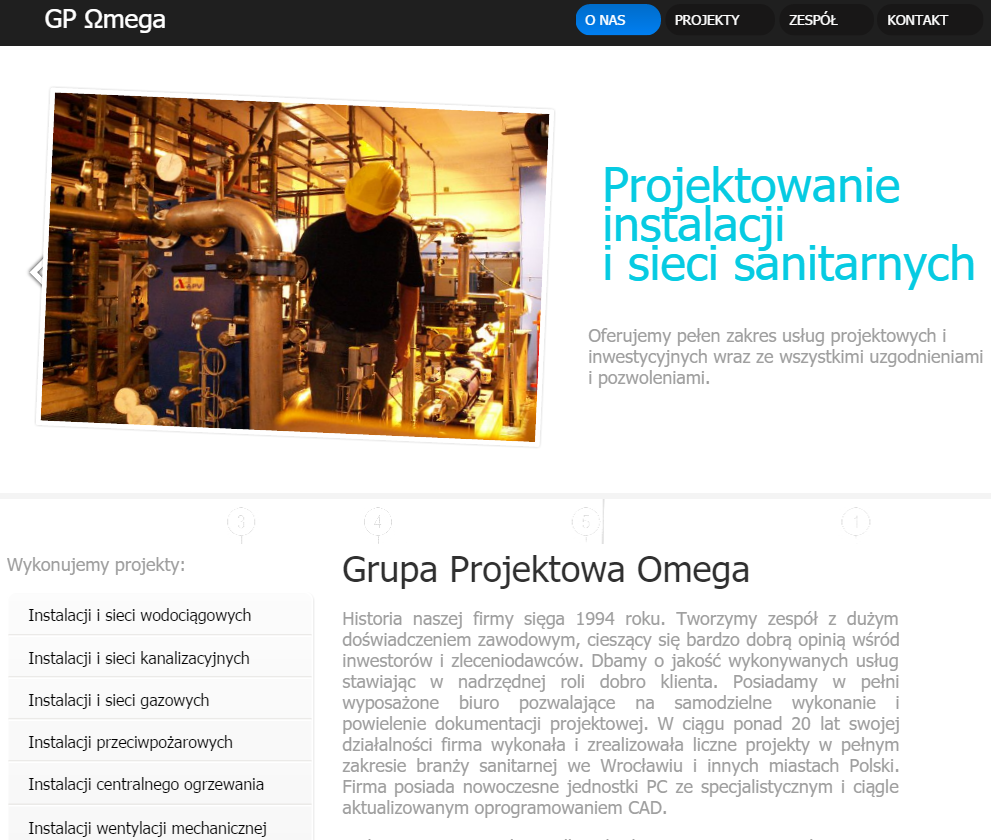 GP Ωmega
O NAS
PROJEKTY
ZESPÓŁ
KONTAKT
APV
Projektowanie
instalacji
i sieci sanitarnych
Oferujemy pełen zakres usług projektowych i
inwestycyjnych wraz ze wszystkimi uzgodnieniami
i pozwoleniami.
3
4
5
1
Wykonujemy projekty:
Instalacji i sieci wodociągowych
Instalacji i sieci kanalizacyjnych
Instalacji i sieci gazowych
Instalacji przeciwpożarowych
Instalacji centralnego ogrzewania
Instalacji wentylacji mechanicznej
Grupa Projektowa Omega
Historia naszej firmy sięga 1994 roku. Tworzymy zespół z dużym
doświadczeniem zawodowym, cieszący się bardzo dobrą opinią wśród
inwestorów i zleceniodawców. Dbamy o jakość wykonywanych usług
stawiając w nadrzędnej roli dobro klienta. Posiadamy w pełni
wyposażone biuro pozwalające na samodzielne wykonanie i
powielenie dokumentacji projektowej. W ciągu ponad 20 lat swojej
działalności firma wykonała i zrealizowała liczne projekty w pełnym
zakresie branży sanitarnej we Wrocławiu i innych miastach Polski.
Firma posiada nowoczesne jednostki PC ze specjalistycznym i ciągle
aktualizowanym oprogramowaniem CAD.